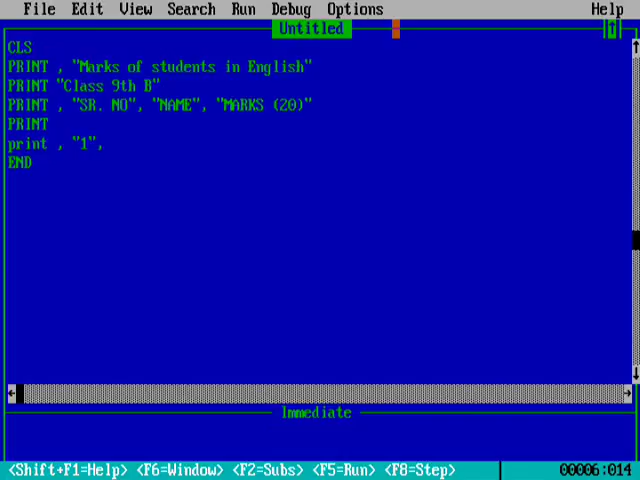 File Edit View Search Run Debug Options Help
Untitled
CLS
PRINT , "Marks of students in English"
PRINT "Class 9th B"
PRINT , "SR. NO", "NAME", "MARKS (20)"
PRINT
print , "1",
END
Immediate
<Shift+F1=Help> <F6=Window> <F2=Subs> <F5=Run> <F8=Step> 00006:014